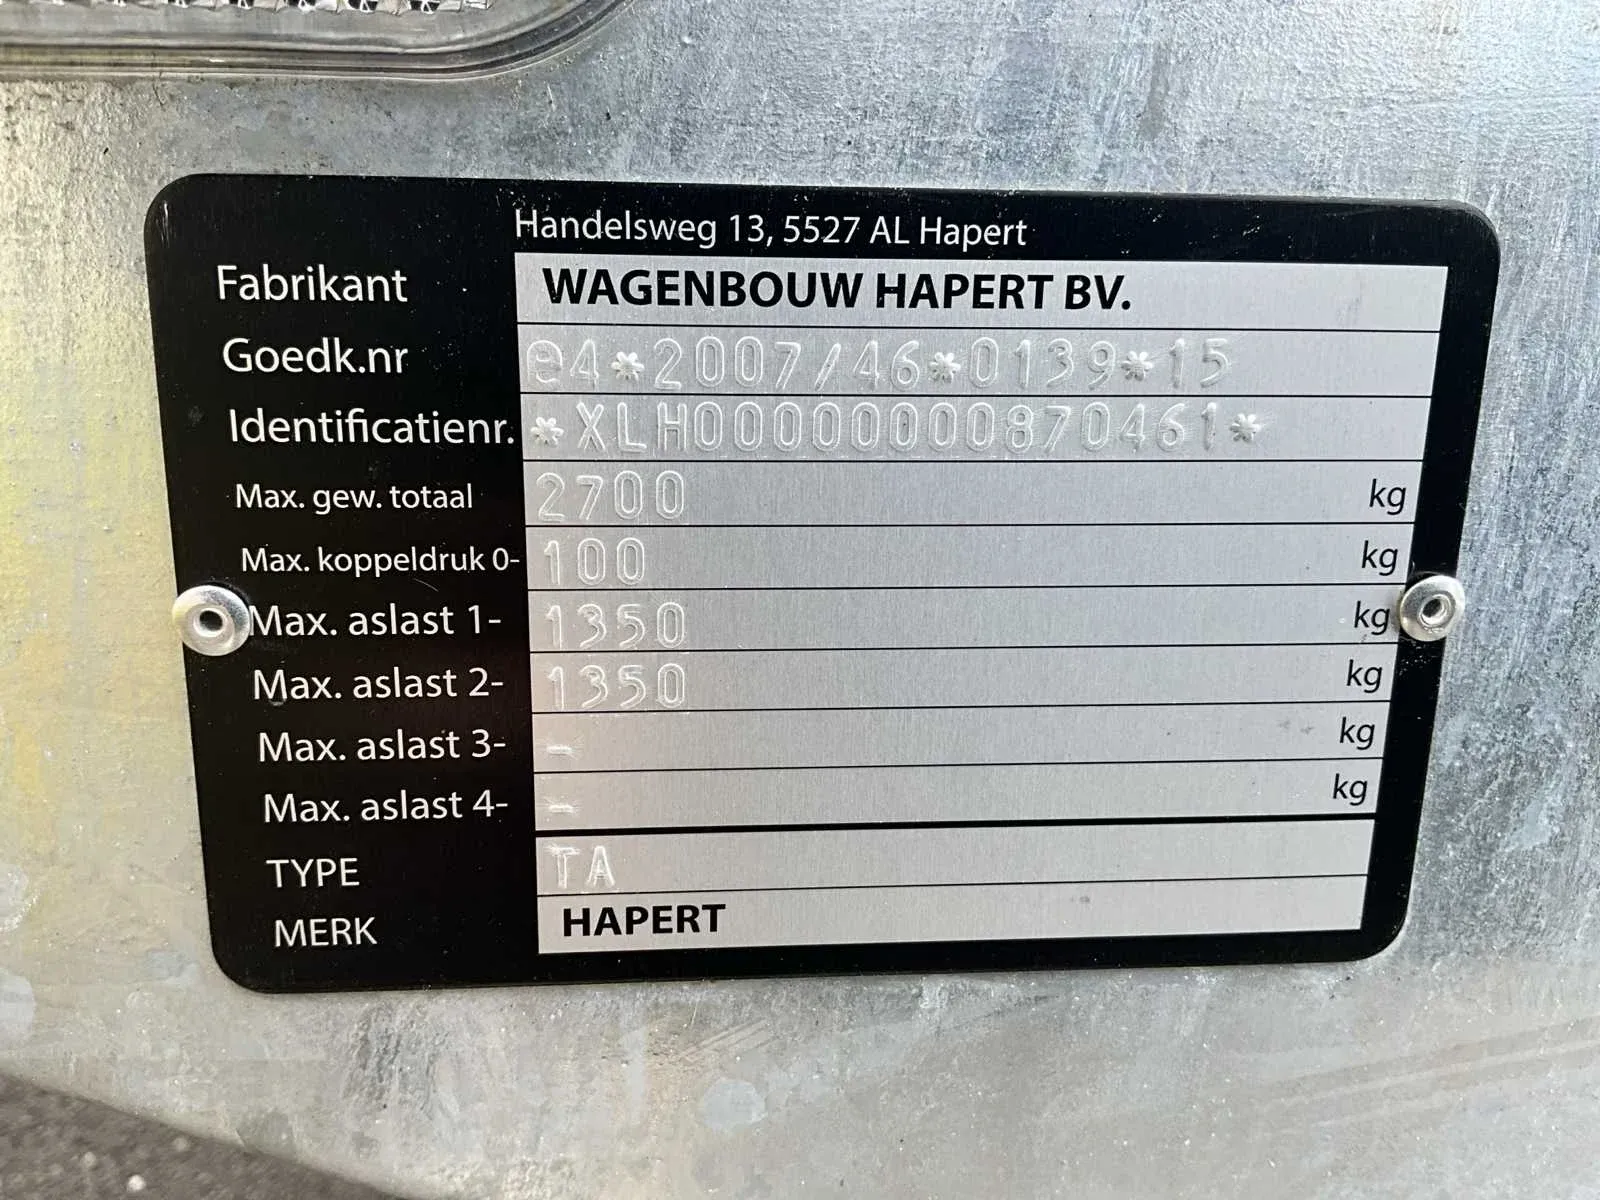 Handelsweg 13, 5527 AL Hapert
Fabrikant WAGENBOUW HAPERT BV.
Goedk.nr e4*2007/46*0139*15
Identificatienr. *XLH00000000870461*
Max. gew. totaal 2700 kg
Max. koppeldruk 0- 100 kg
Max. aslast 1- 1350 kg
Max. aslast 2- 1350 kg
Max. aslast 3- - kg
Max. aslast 4- - kg
TYPE TA
MERK HAPERT